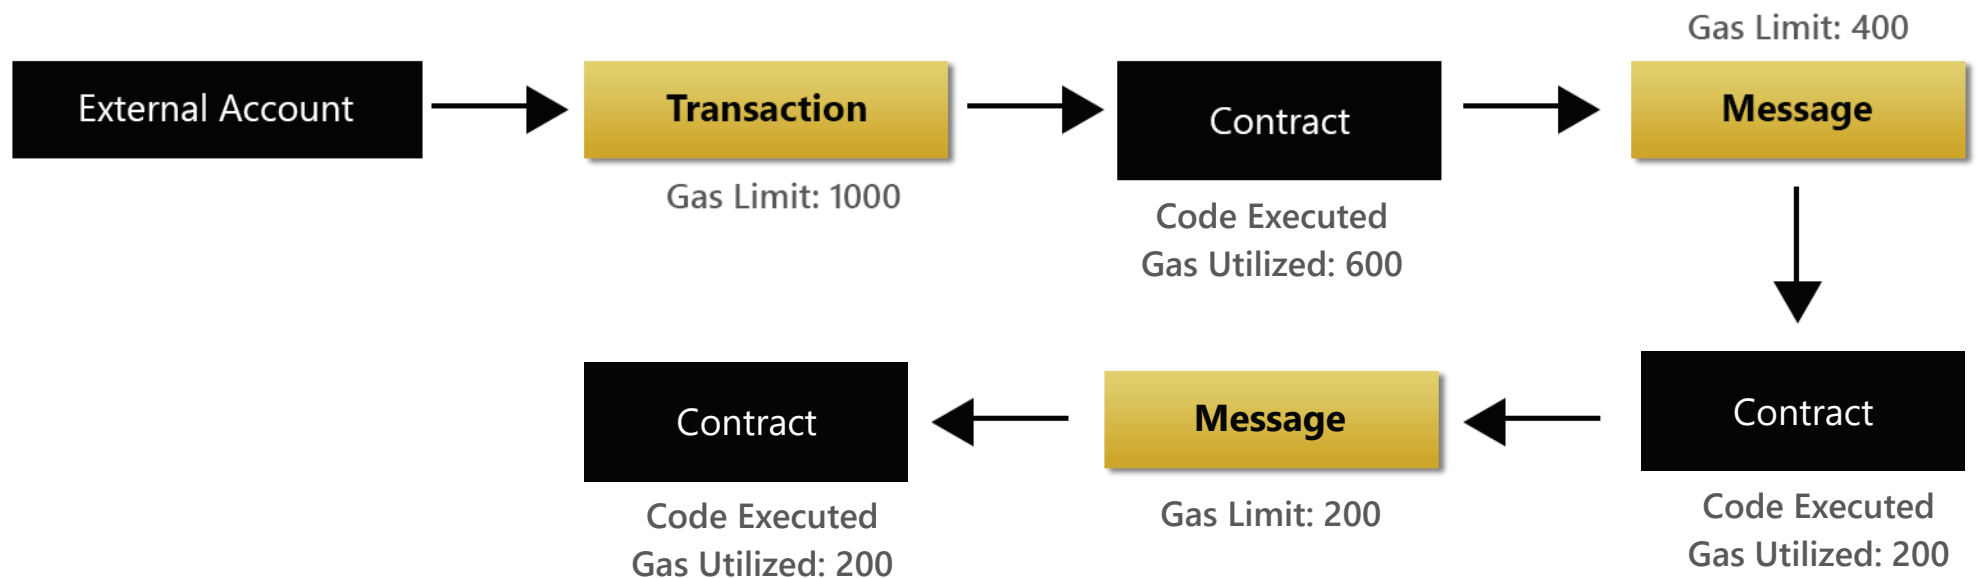 External Account
Transaction
Gas Limit: 1000
Contract
Code Executed
Gas Utilized: 600
Gas Limit: 400
Message
Contract
Code Executed
Gas Utilized: 200
Message
Gas Limit: 200
Contract
Code Executed
Gas Utilized: 200